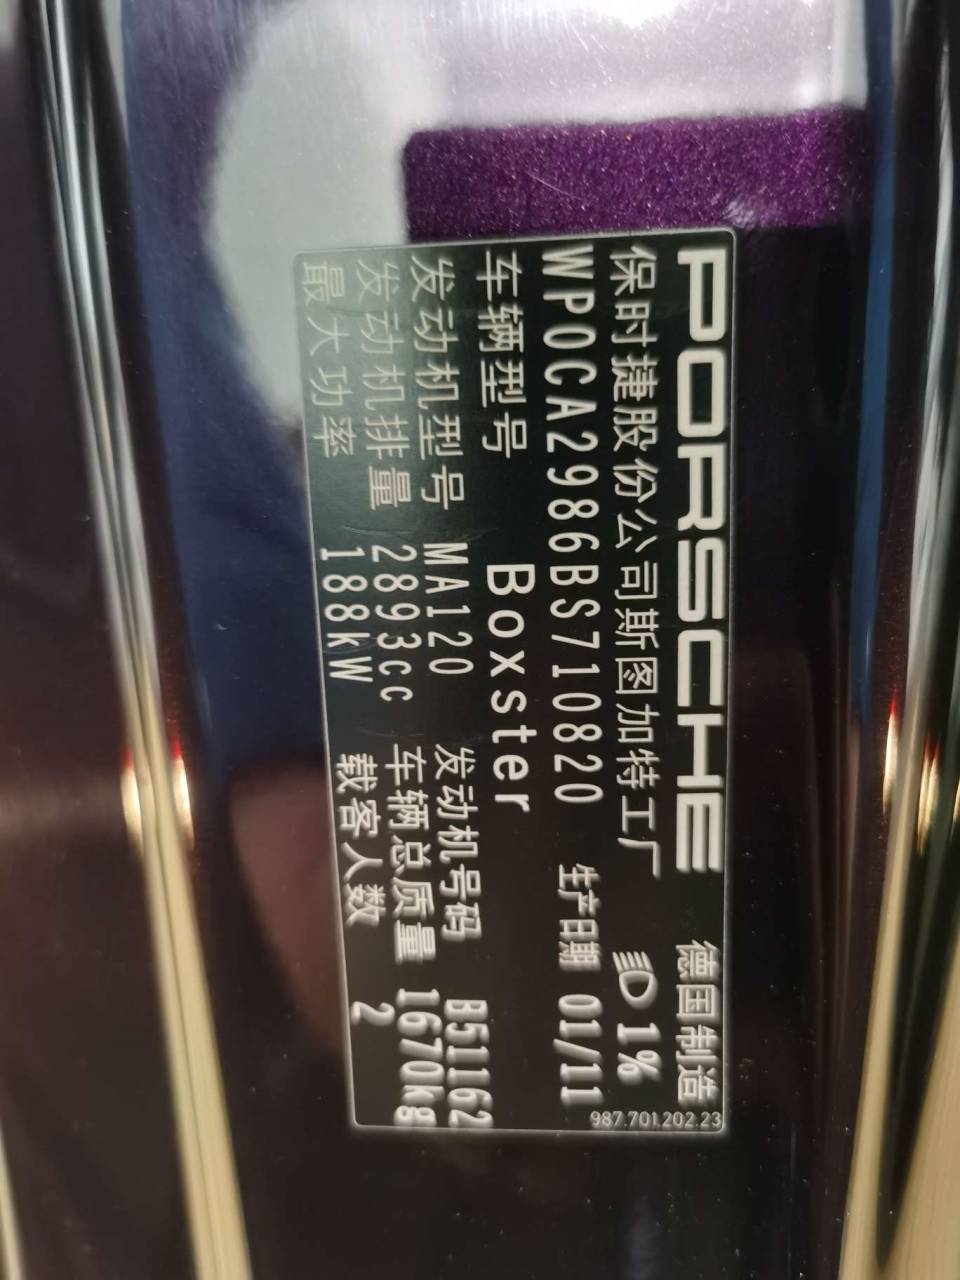 PORSCHE 德国制造
保时捷股份公司斯图加特工厂 1%
WP0CA2986BS710820 生产日期 01/11
车辆型号 Boxster
发动机型号 MA120 发动机号码 B51162
发动机排量 2893cc 车辆总质量 1670kg
最大功率 188kW 载客人数 2
987.701.202.23